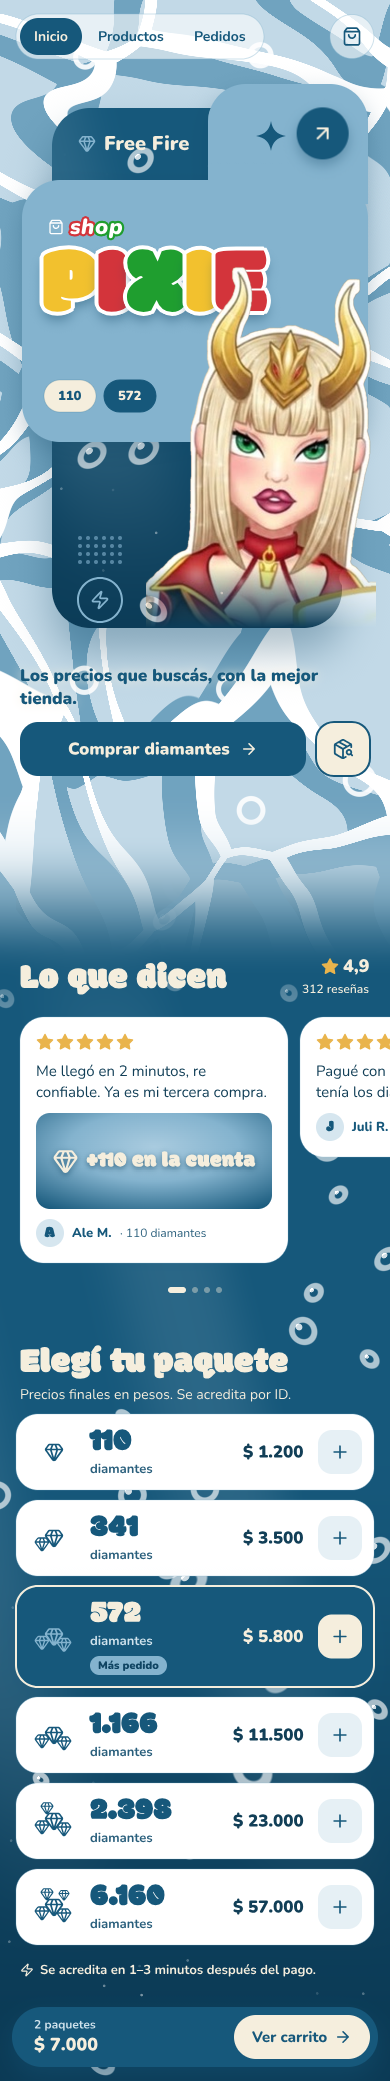 Inicio Productos Pedidos
Free Fire
shop
PIXIE
110 572
Los precios que buscás, con la mejor
tienda.
Comprar diamantes
Lo que dicen
4,9
312 reseñas
Me llegó en 2 minutos, re
confiable. Ya es mi tercera compra.
+110 en la cuenta
A Ale M. · 110 diamantes
Pagué con
tenía los di
J Juli R.
Elegí tu paquete
Precios finales en pesos. Se acredita por ID.
110
diamantes
$ 1.200
341
diamantes
$ 3.500
572
diamantes
Más pedido
$ 5.800
1.166
diamantes
$ 11.500
2.398
diamantes
$ 23.000
6.160
diamantes
$ 57.000
Se acredita en 1–3 minutos después del pago.
2 paquetes
$ 7.000
Ver carrito